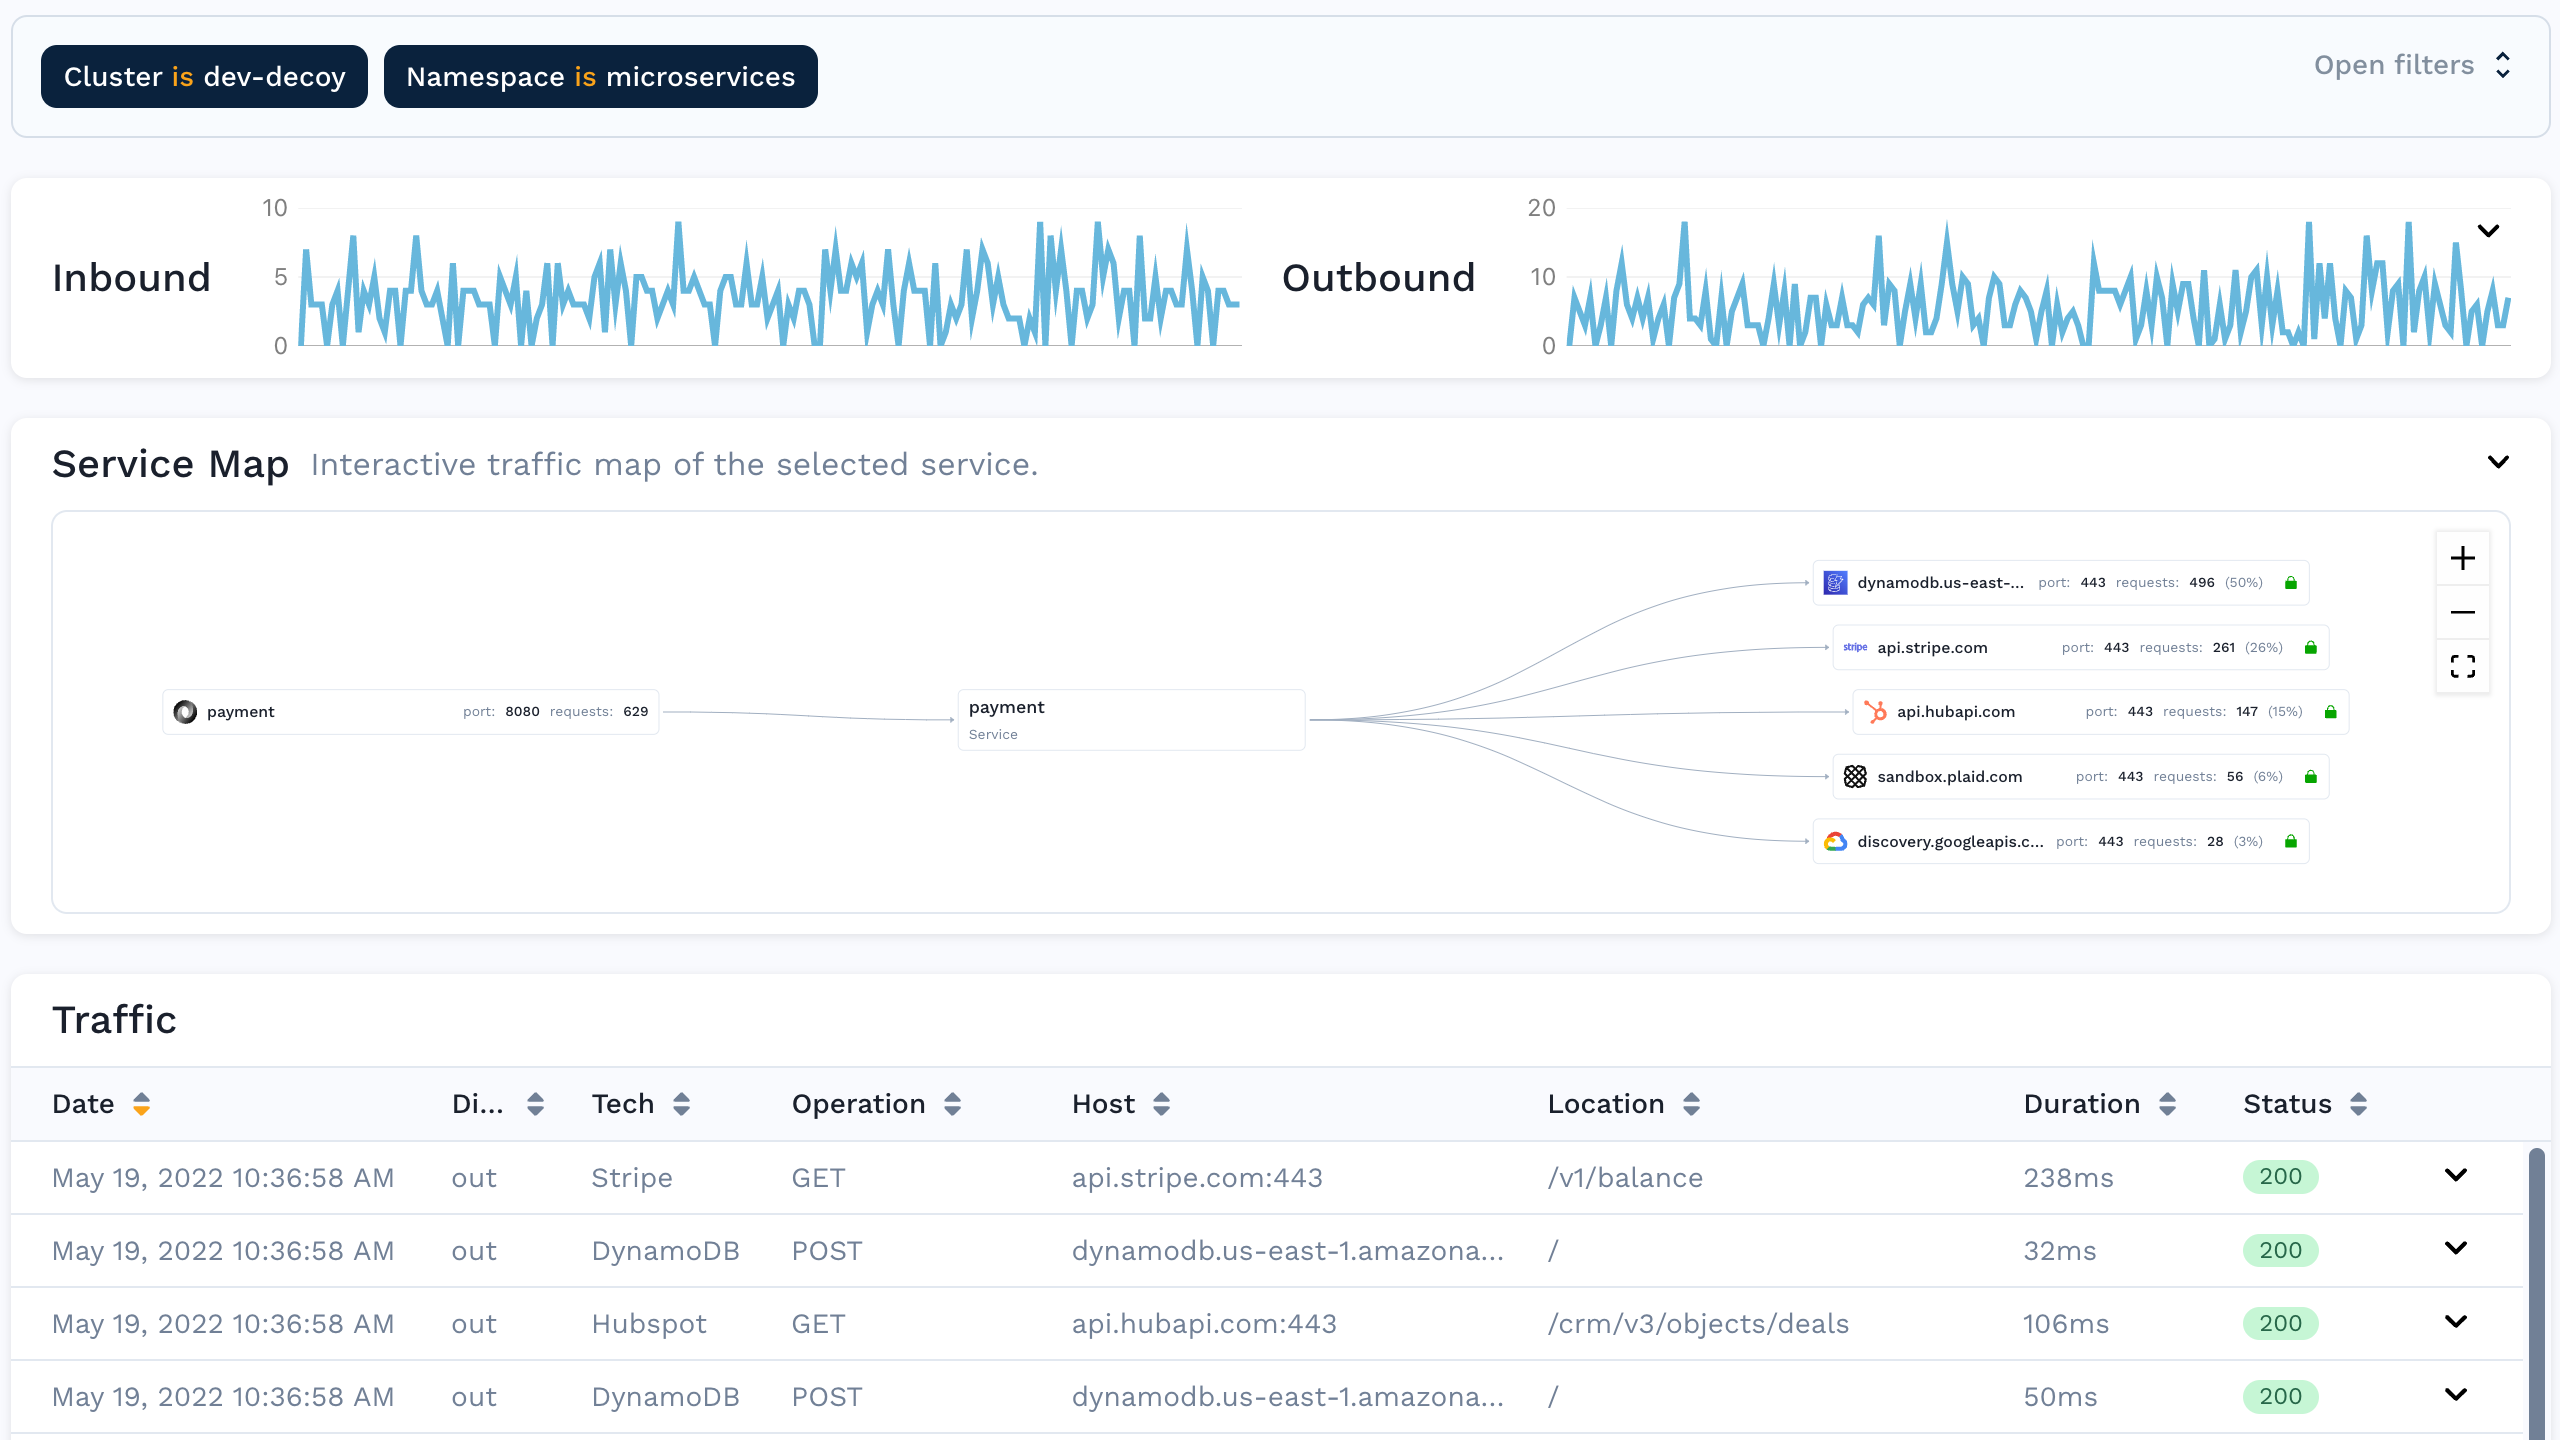 Cluster is dev-decoy
Namespace is microservices
Open filters
Inbound
10
5
0
Outbound
20
10
0
Service Map Interactive traffic map of the selected service.
payment port: 8080 requests: 629
payment
Service
dynamodb.us-east-... port: 443 requests: 496 (50%)
stripe api.stripe.com port: 443 requests: 261 (26%)
api.hubapi.com port: 443 requests: 147 (15%)
sandbox.plaid.com port: 443 requests: 56 (6%)
discovery.googleapis.c... port: 443 requests: 28 (3%)
Traffic
Date Di... Tech Operation Host Location Duration Status
May 19, 2022 10:36:58 AM out Stripe GET api.stripe.com:443 /v1/balance 238ms 200
May 19, 2022 10:36:58 AM out DynamoDB POST dynamodb.us-east-1.amazona... / 32ms 200
May 19, 2022 10:36:58 AM out Hubspot GET api.hubapi.com:443 /crm/v3/objects/deals 106ms 200
May 19, 2022 10:36:58 AM out DynamoDB POST dynamodb.us-east-1.amazona... / 50ms 200